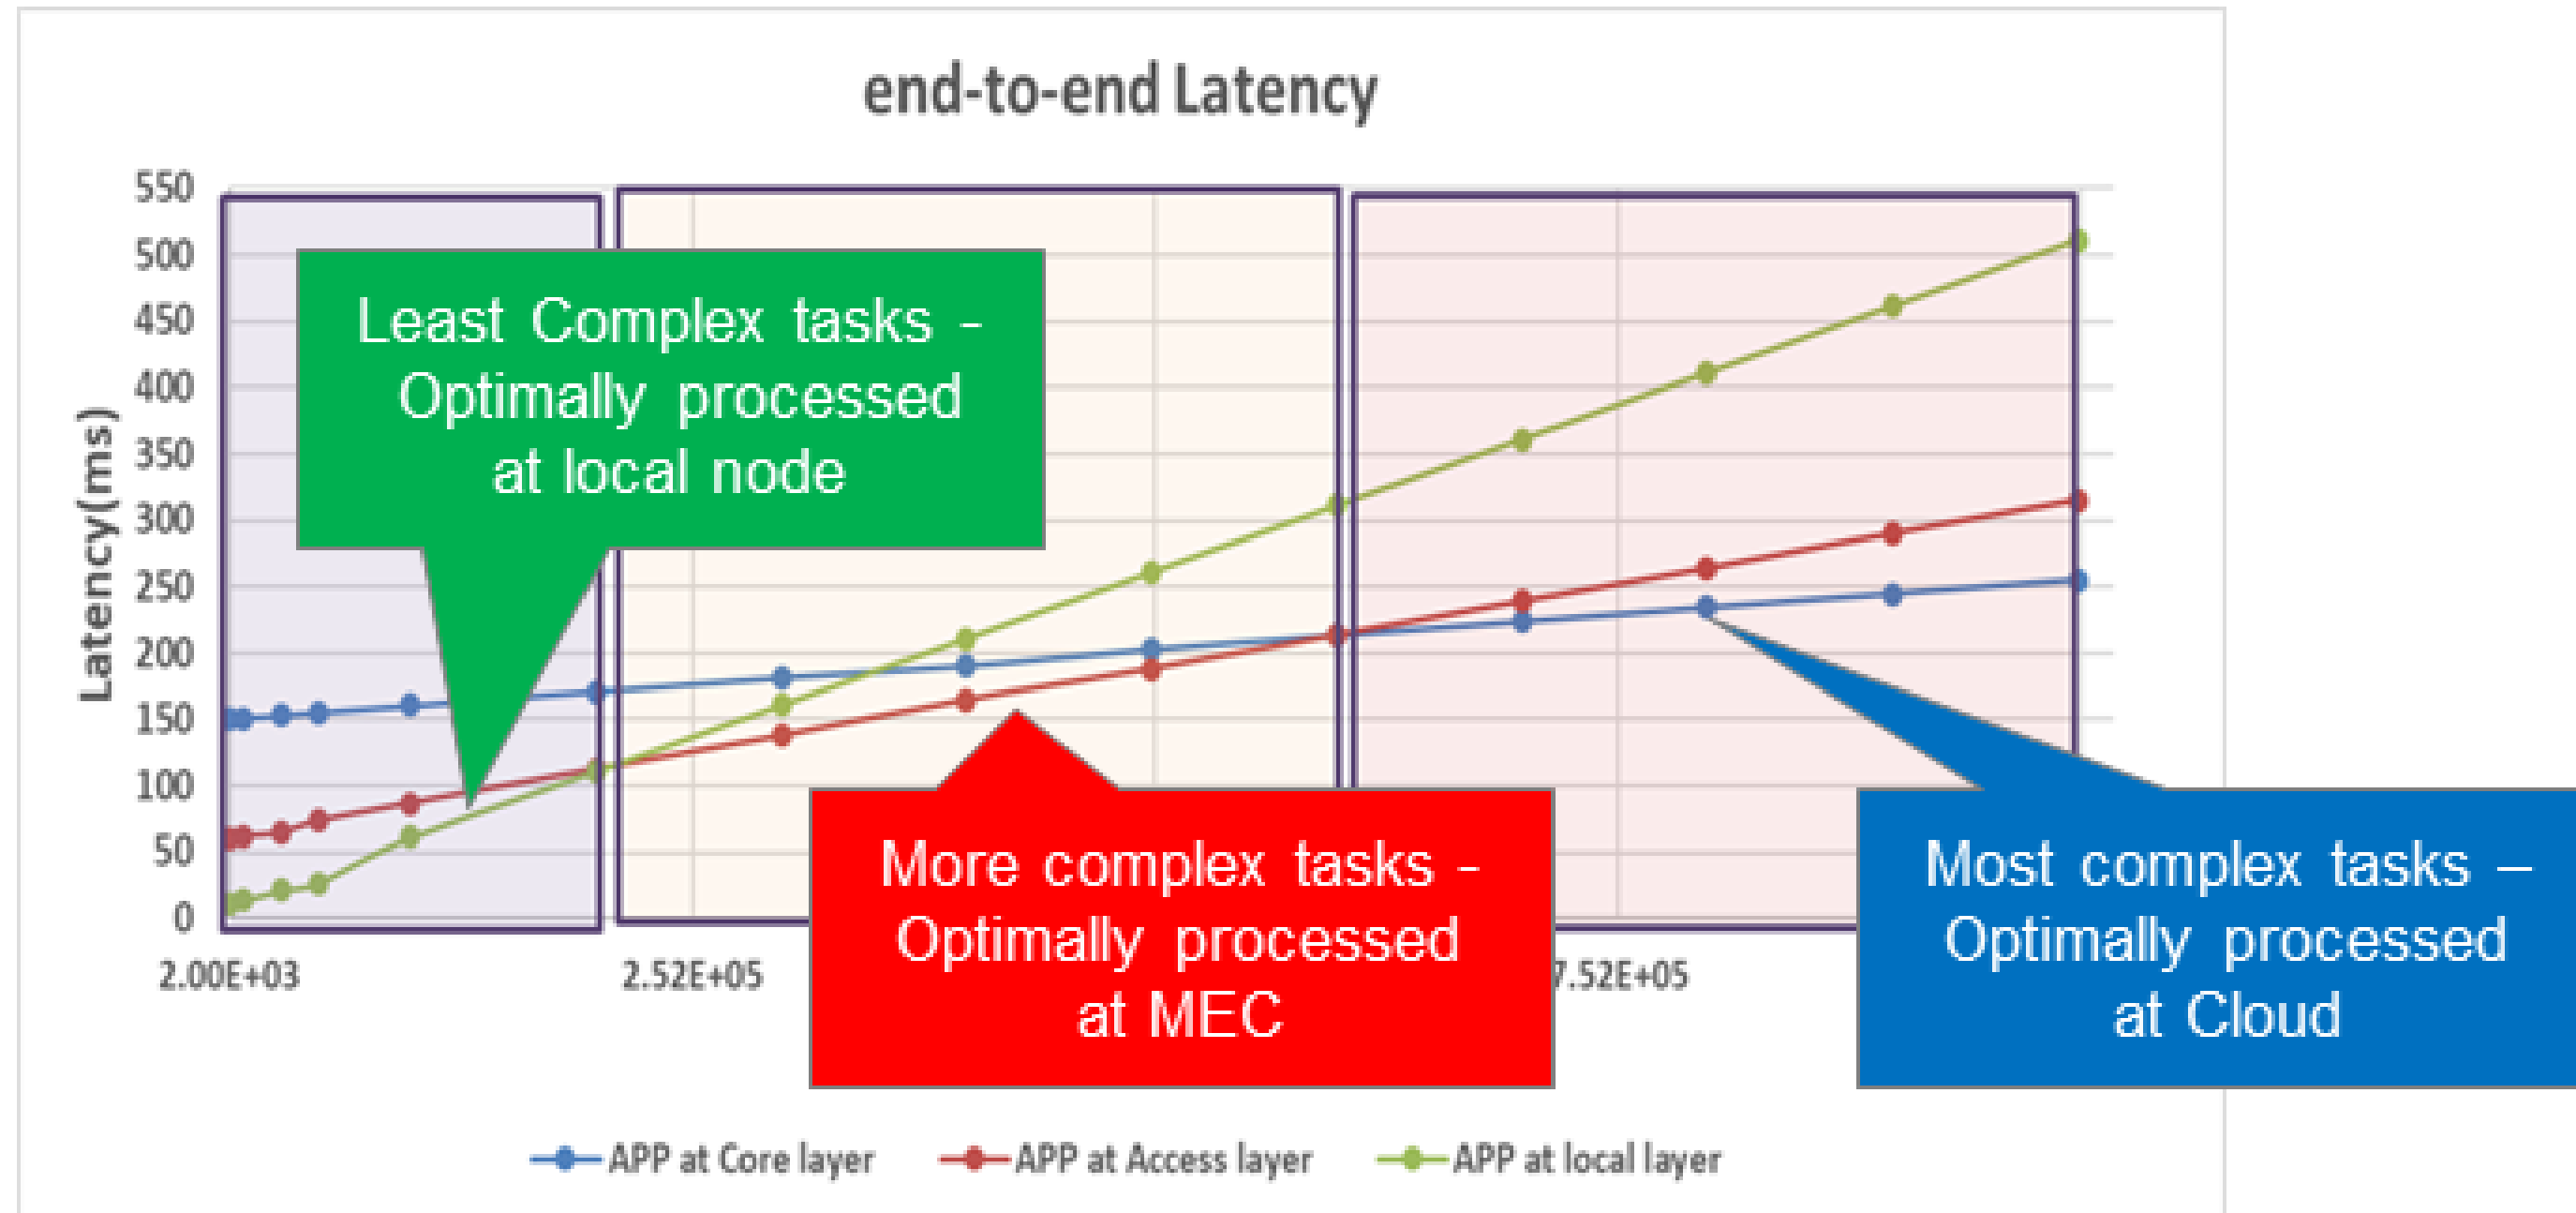 end-to-end Latency
Latency(ms)
550
500
450
400
350
300
250
200
150
100
50
0
Least Complex tasks -
Optimally processed
at local node
More complex tasks -
Optimally processed
at MEC
Most complex tasks –
Optimally processed
at Cloud
2.00E+03
2.52E+05
7.52E+05
APP at Core layer
APP at Access layer
APP at local layer